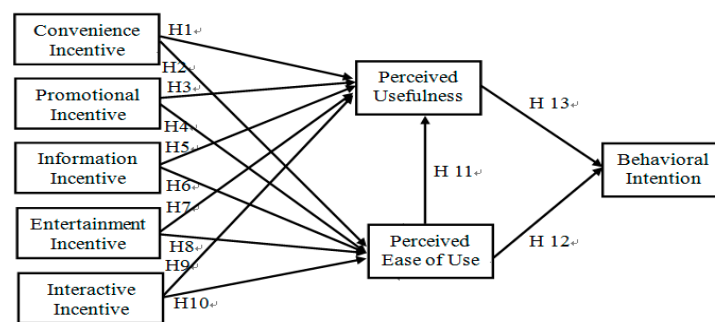 Convenience
Incentive
H1
H2
Promotional
Incentive
H3
H4
Information
Incentive
H5
H6
Entertainment
Incentive
H7
H8
H9
Interactive
Incentive
H10
Perceived
Usefulness
H 11
Perceived
Ease of Use
H 13
H 12
Behavioral
Intention